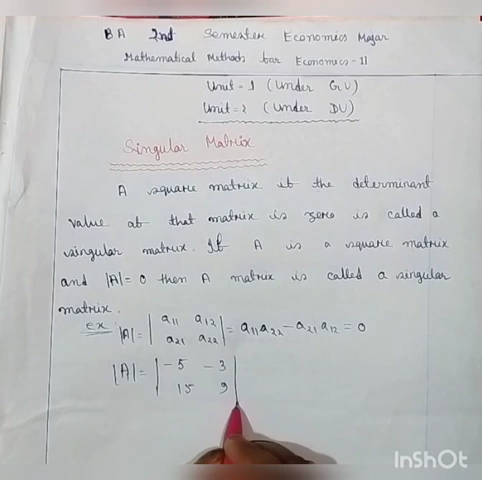 BA 2nd Semester Economics Major
Mathematical Methods for Economics - II
Unit - 1 (Under GU)
Unit - 2 (Under DU)
Singular Matrix
A square matrix if the determinant
value of that matrix is zero is called a
singular matrix. If A is a square matrix
and |A| = 0 then A matrix is called a singular
matrix.
ex |A| = | a₁₁ a₁₂ | = a₁₁a₂₂ − a₂₁a₁₂ = 0
| a₂₁ a₂₂ |
|A| = | −5 −3 |
| 15 9 |
InShOt